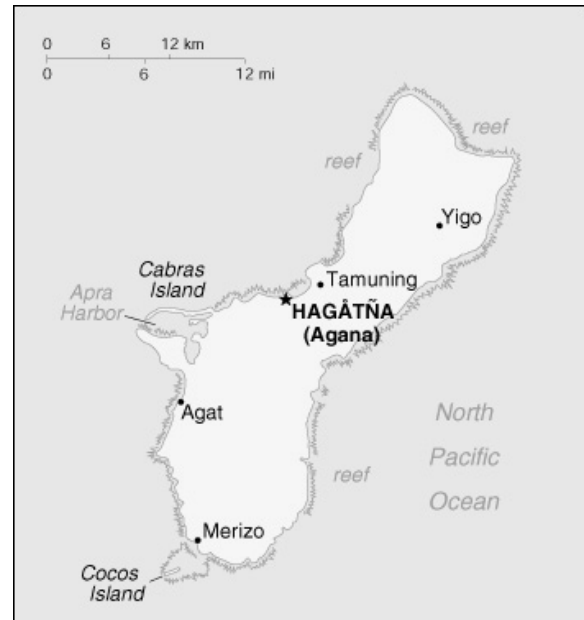 0 6 12 km
0 6 12 mi
reef
reef
Yigo
Cabras
Island
Tamuning
Apra
Harbor
HAGÅTÑA
(Agana)
Agat
North
Pacific
Ocean
reef
Merizo
Cocos
Island